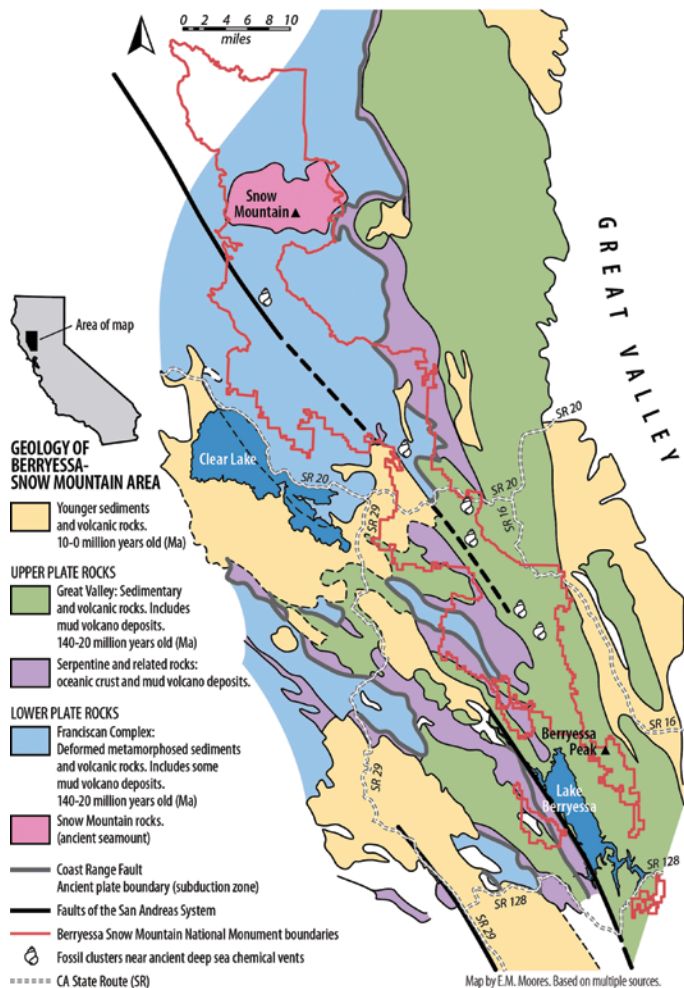 0 2 4 6 8 10
miles
Snow
Mountain
GREAT VALLEY
Area of map
SR 20
Clear Lake
SR 20
SR 20
SR 29
SR 16
GEOLOGY OF
BERRYESSA-
SNOW MOUNTAIN AREA
Younger sediments
and volcanic rocks.
10-0 million years old (Ma)
UPPER PLATE ROCKS
Great Valley: Sedimentary
and volcanic rocks. Includes
mud volcano deposits.
140-20 million years old (Ma)
Serpentine and related rocks:
oceanic crust and mud volcano deposits.
LOWER PLATE ROCKS
Franciscan Complex:
Deformed metamorphosed sediments
and volcanic rocks. Includes some
mud volcano deposits.
140-20 million years old (Ma)
Snow Mountain rocks.
(ancient seamount)
Coast Range Fault
Ancient plate boundary (subduction zone)
Faults of the San Andreas System
Berryessa Snow Mountain National Monument boundaries
Fossil clusters near ancient deep sea chemical vents
CA State Route (SR)
SR 16
Berryessa
Peak
Lake
Berryessa
SR 29
SR 128
SR 128
SR 29
Map by E.M. Moores. Based on multiple sources.